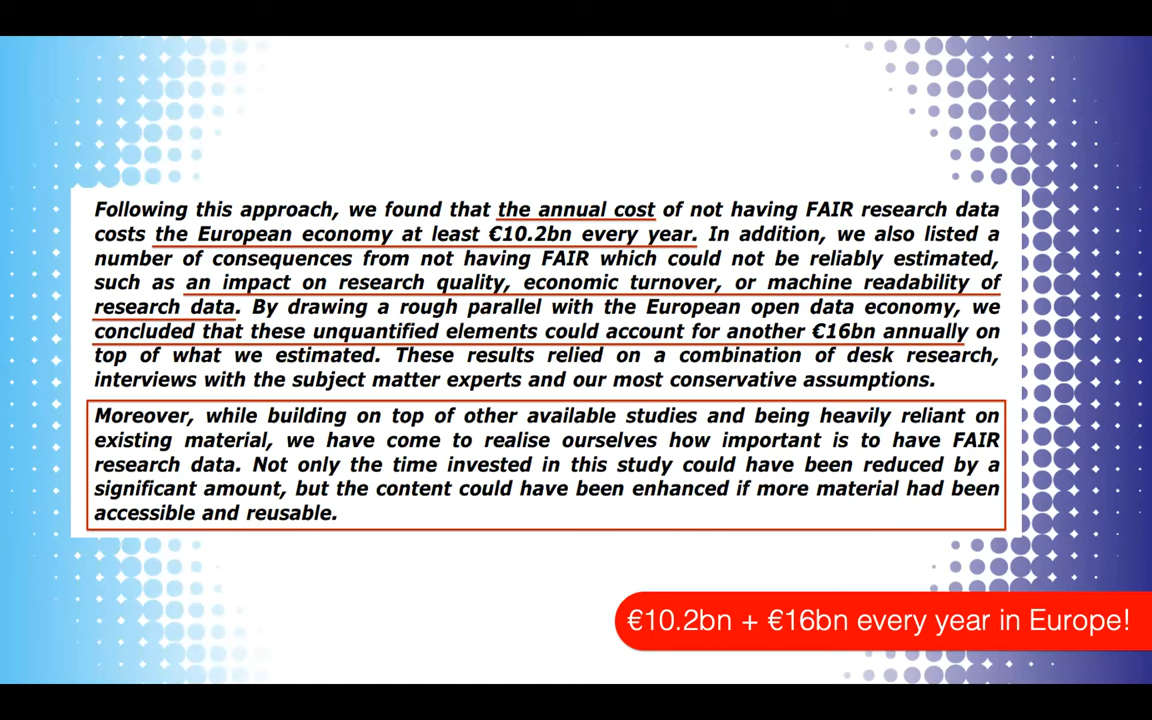 Following this approach, we found that the annual cost of not having FAIR research data
costs the European economy at least €10.2bn every year. In addition, we also listed a
number of consequences from not having FAIR which could not be reliably estimated,
such as an impact on research quality, economic turnover, or machine readability of
research data. By drawing a rough parallel with the European open data economy, we
concluded that these unquantified elements could account for another €16bn annually on
top of what we estimated. These results relied on a combination of desk research,
interviews with the subject matter experts and our most conservative assumptions.
Moreover, while building on top of other available studies and being heavily reliant on
existing material, we have come to realise ourselves how important is to have FAIR
research data. Not only the time invested in this study could have been reduced by a
significant amount, but the content could have been enhanced if more material had been
accessible and reusable.
€10.2bn + €16bn every year in Europe!